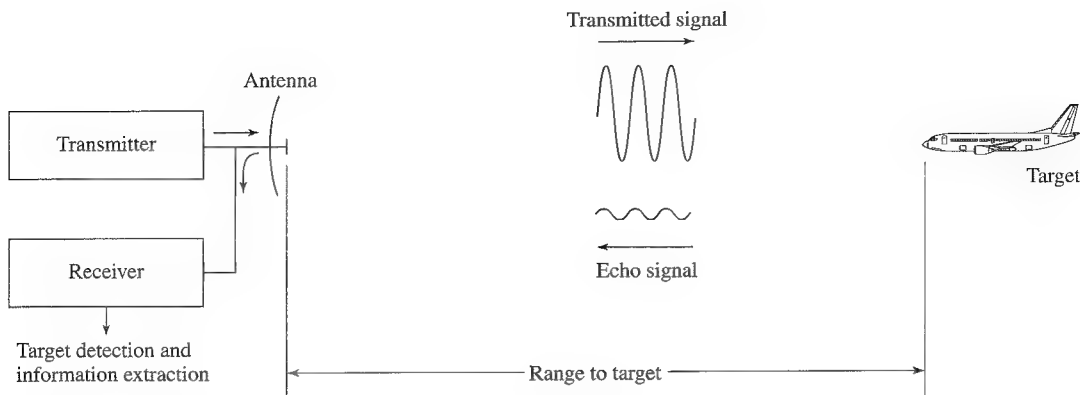 Transmitted signal
Antenna
Transmitter
Target
Receiver
Echo signal
Target detection and
information extraction
Range to target